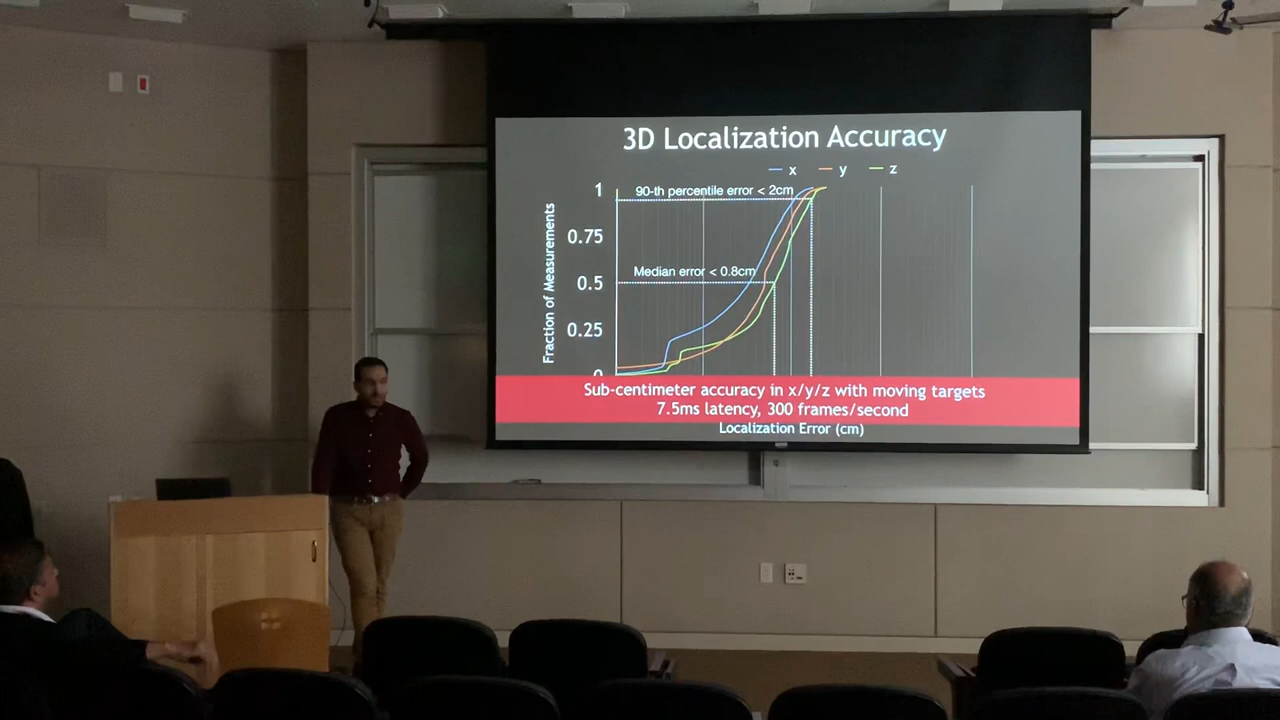 3D Localization Accuracy
x y z
1
90-th percentile error < 2cm
0.75
Median error < 0.8cm
0.5
Fraction of Measurements
0.25
0
Sub-centimeter accuracy in x/y/z with moving targets
7.5ms latency, 300 frames/second
Localization Error (cm)